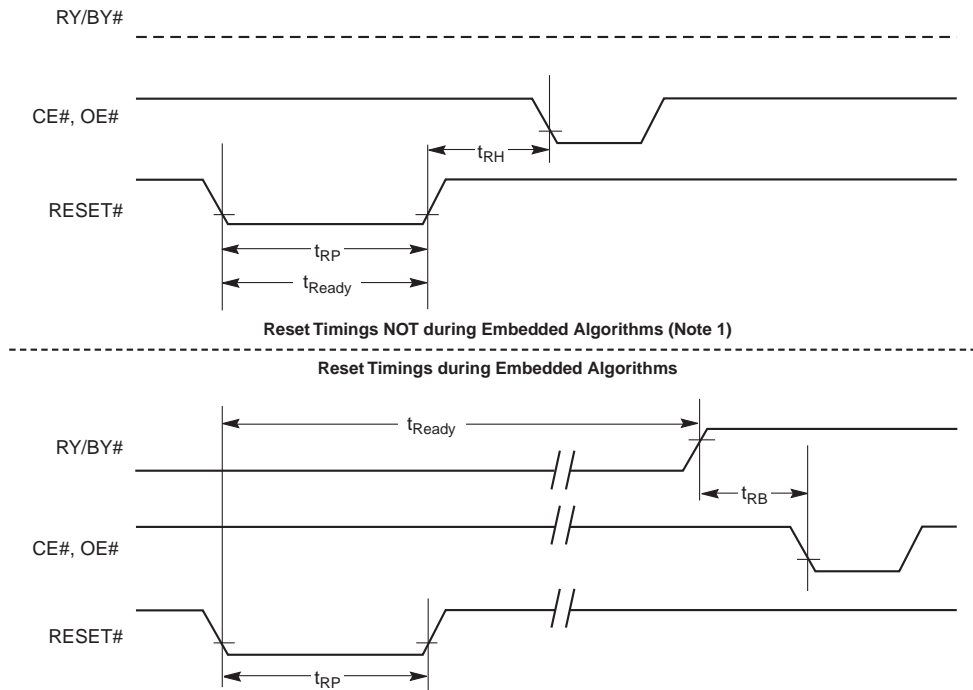 RY/BY#
CE#, OE#
tRH
RESET#
tRP
tReady
Reset Timings NOT during Embedded Algorithms (Note 1)
Reset Timings during Embedded Algorithms
tReady
RY/BY#
tRB
CE#, OE#
RESET#
tRP